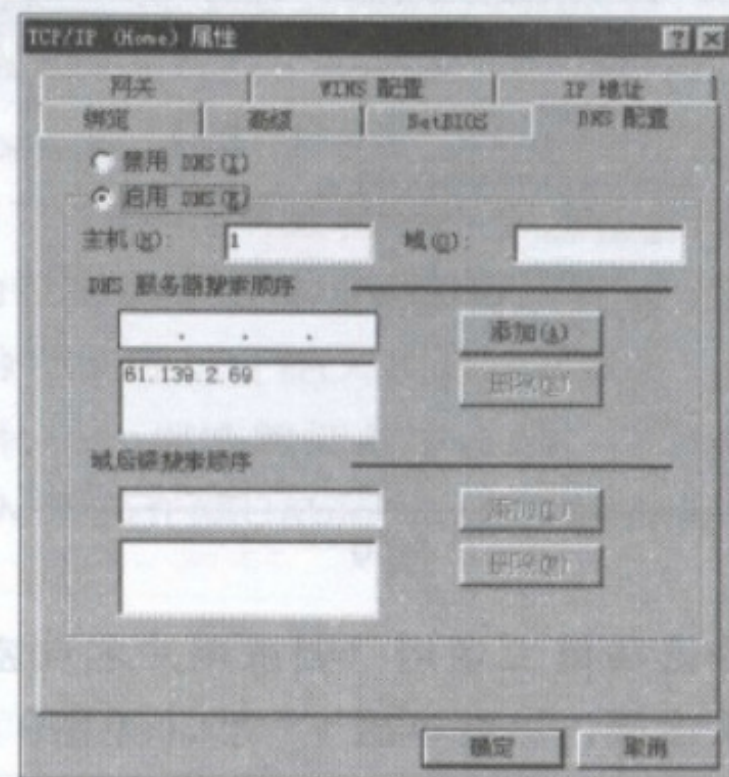 TCP/IP (Home) 属性
网关 WINS 配置 IP 地址
绑定 高级 NetBIOS DNS 配置
禁用 DNS(I)
启用 DNS(E)
主机(H): 1 域(O):
DNS 服务器搜索顺序
添加(A)
61.139.2.69
删除(R)
域后缀搜索顺序
添加
删除
确定 取消